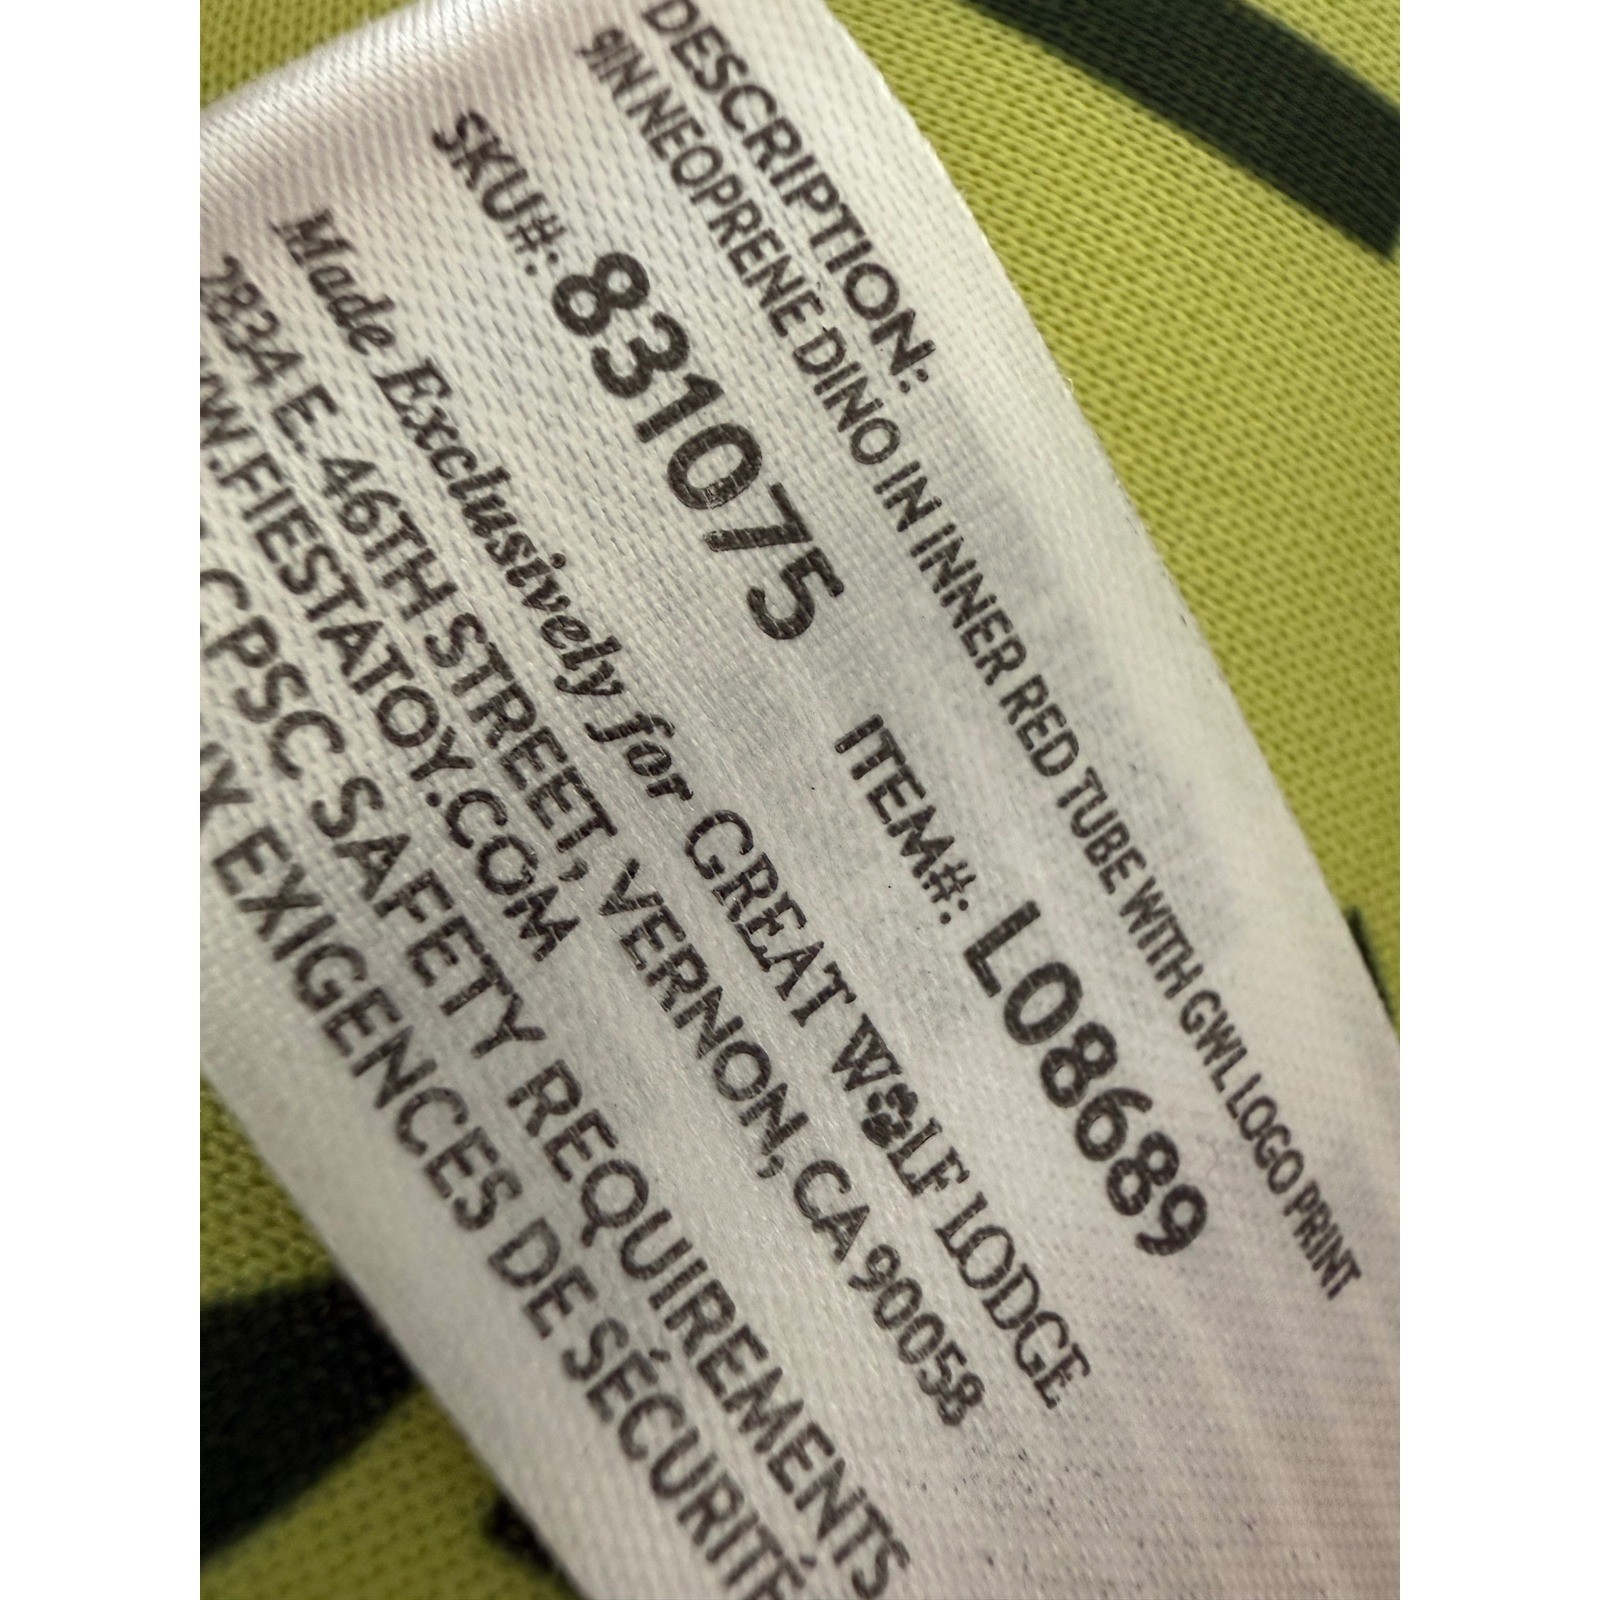 DESCRIPTION:
9IN NEOPRENE DINO IN INNER RED TUBE WITH GWL LOGO PRINT
SKU#: 831075 ITEM#: L08689
Made Exclusively for GREAT WOLF LODGE
2834 E. 46TH STREET, VERNON, CA 90058
WW.FIESTATOY.COM
CPSC SAFETY REQUIREMENTS
EXIGENCES DE SÉCURITÉ